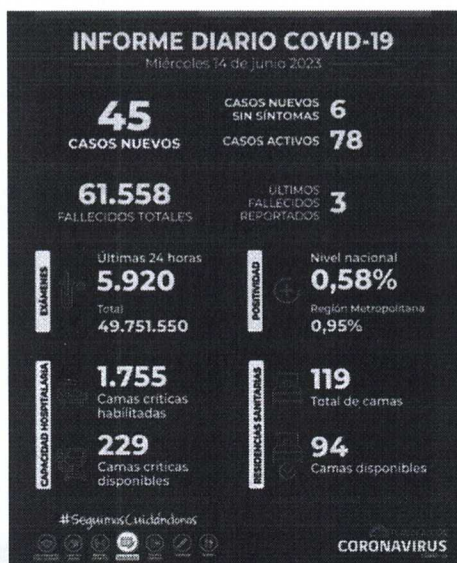 INFORME DIARIO COVID-19
Miércoles 14 de junio 2023
45
CASOS NUEVOS
CASOS NUEVOS
SIN SÍNTOMAS
6
CASOS ACTIVOS 78
61.558
FALLECIDOS TOTALES
ÚLTIMOS
FALLECIDOS
REPORTADOS
3
EXÁMENES
Últimas 24 horas
5.920
Total
49.751.550
POSITIVIDAD
Nivel nacional
0,58%
Región Metropolitana
0,95%
CAPACIDAD HOSPITALARIA
1.755
Camas críticas
habilitadas
229
Camas críticas
disponibles
RESIDENCIAS SANITARIAS
119
Total de camas
94
Camas disponibles
#SeguimosCuidándonos
CORONAVIRUS